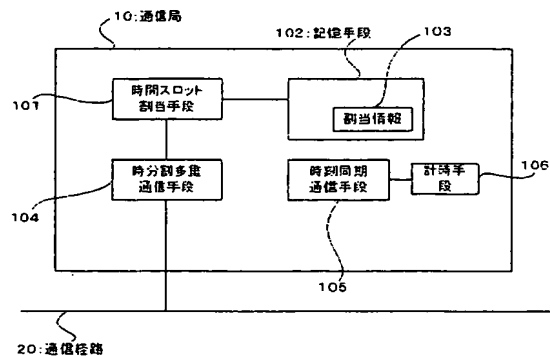 10:通信局
102:記憶手段
103
101
時間スロット
割当手段
割当情報
104
時分割多重
通信手段
時刻同期
通信手段
計時手
段
106
105
20:通信経路